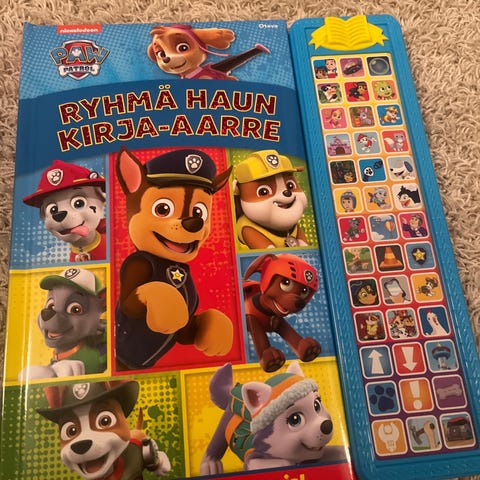 nickelodeon
Otava
PAW
PATROL
RYHMÄ HAUN
KIRJA-AARRE